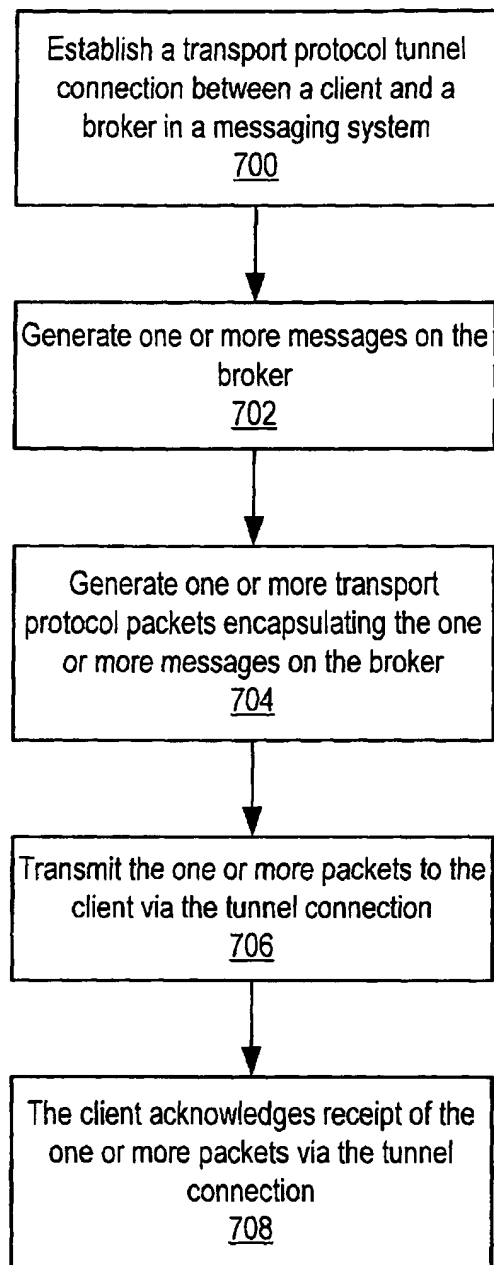 Establish a transport protocol tunnel
connection between a client and a
broker in a messaging system
700
Generate one or more messages on the
broker
702
Generate one or more transport
protocol packets encapsulating the one
or more messages on the broker
704
Transmit the one or more packets to the
client via the tunnel connection
706
The client acknowledges receipt of the
one or more packets via the tunnel
connection
708